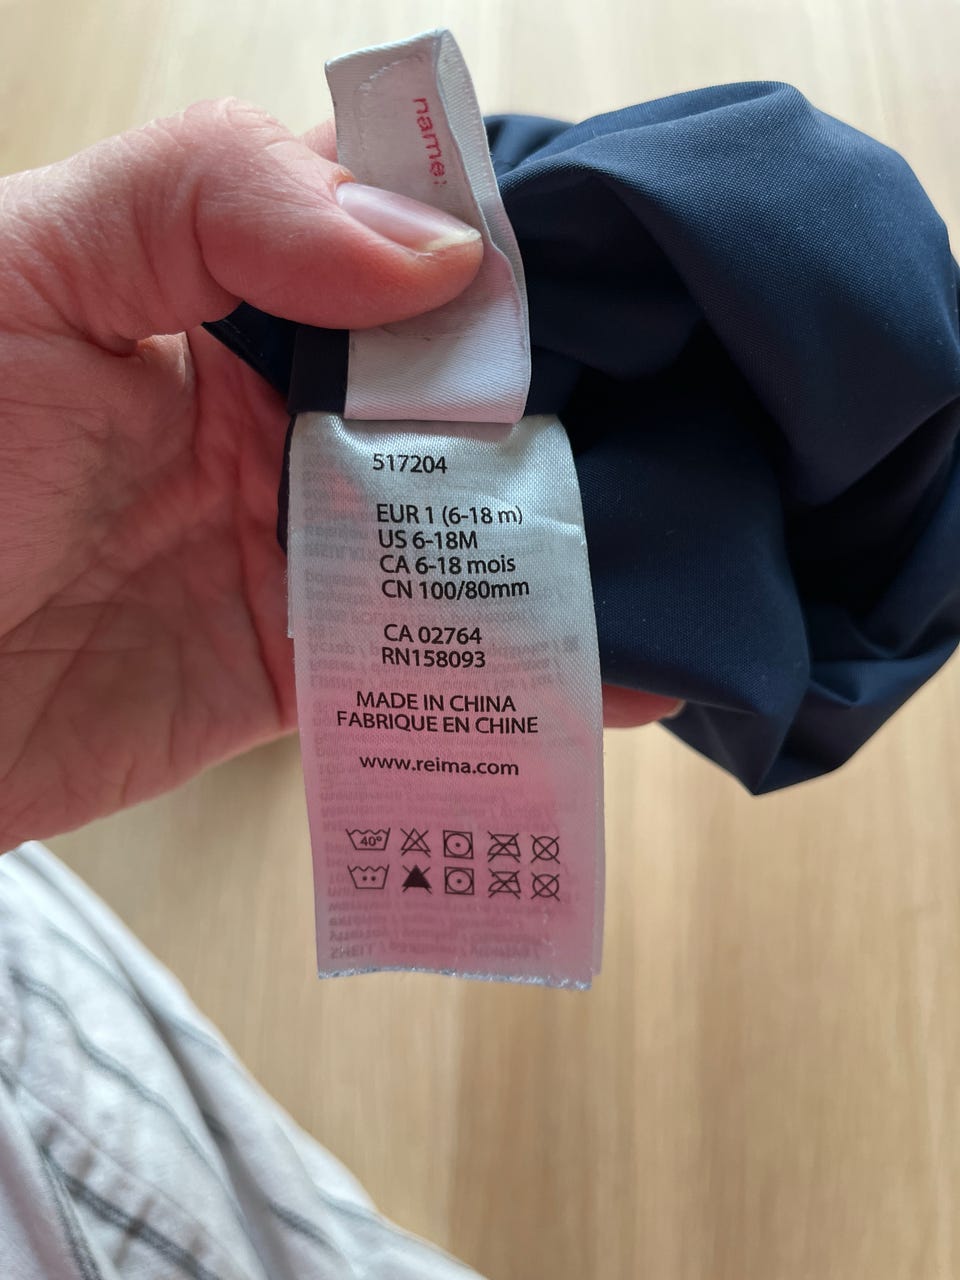 name:
517204
EUR 1 (6-18 m)
US 6-18M
CA 6-18 mois
CN 100/80mm
CA 02764
RN158093
MADE IN CHINA
FABRIQUE EN CHINE
www.reima.com
40°